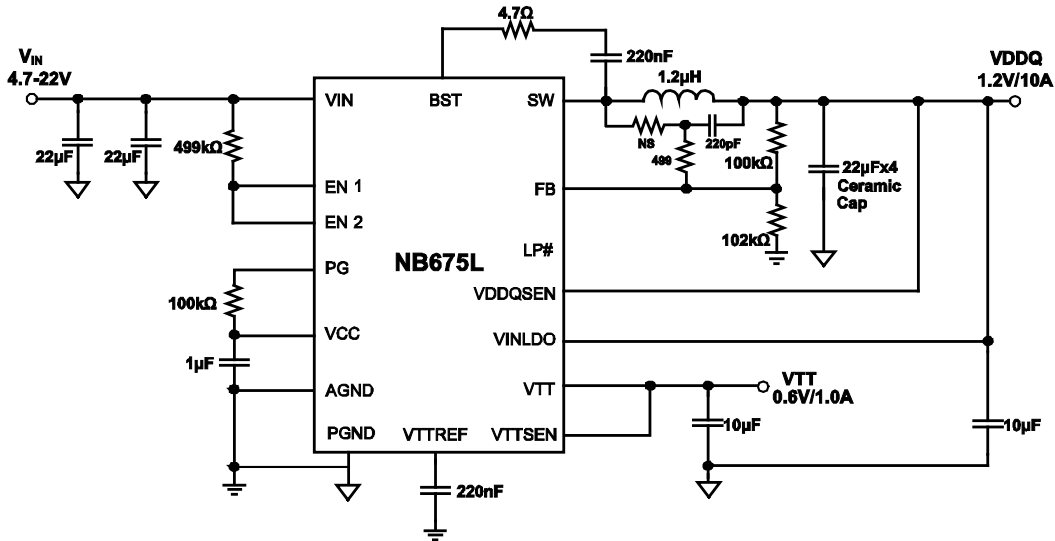 4.7Ω
220nF
V_IN
4.7-22V
VDDQ
1.2V/10A
1.2µH
VIN
BST
SW
NS
220pF
499
100kΩ
22µF
22µF
499kΩ
22µFx4
Ceramic
Cap
EN 1
FB
EN 2
102kΩ
LP#
NB675L
PG
VDDQSEN
100kΩ
VCC
VINLDO
1µF
AGND
VTT
VTT
0.6V/1.0A
PGND
VTTREF
VTTSEN
10µF
10µF
220nF